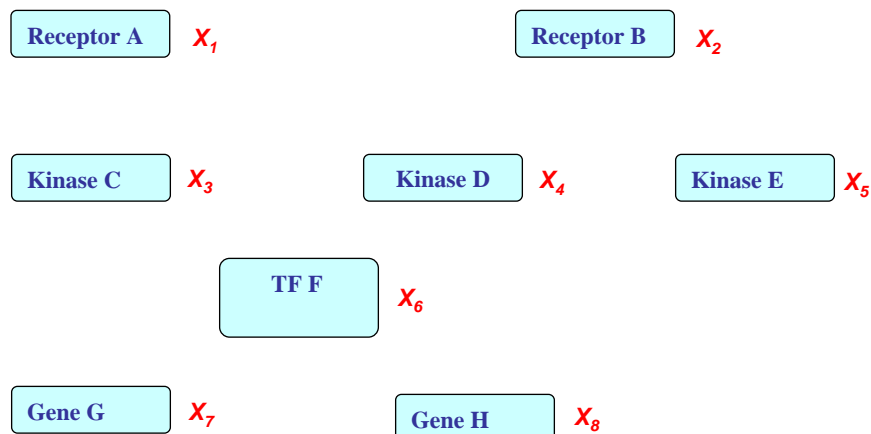 Receptor A X1 Receptor B X2
Kinase C X3 Kinase D X4 Kinase E X5
TF F X6
Gene G X7 Gene H X8